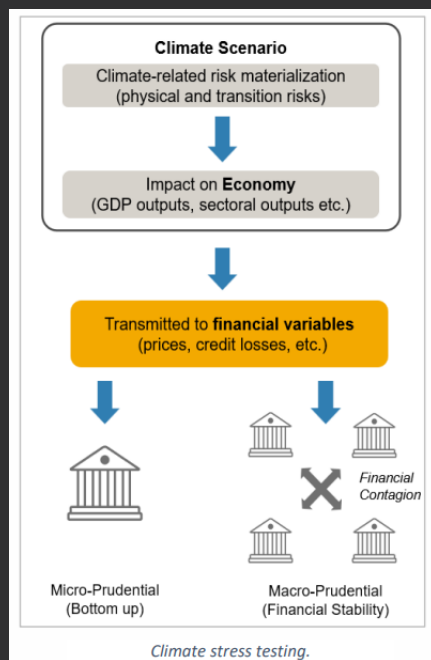 Climate Scenario
Climate-related risk materialization
(physical and transition risks)
Impact on Economy
(GDP outputs, sectoral outputs etc.)
Transmitted to financial variables
(prices, credit losses, etc.)
Financial
Contagion
Micro-Prudential
(Bottom up)
Macro-Prudential
(Financial Stability)
Climate stress testing.